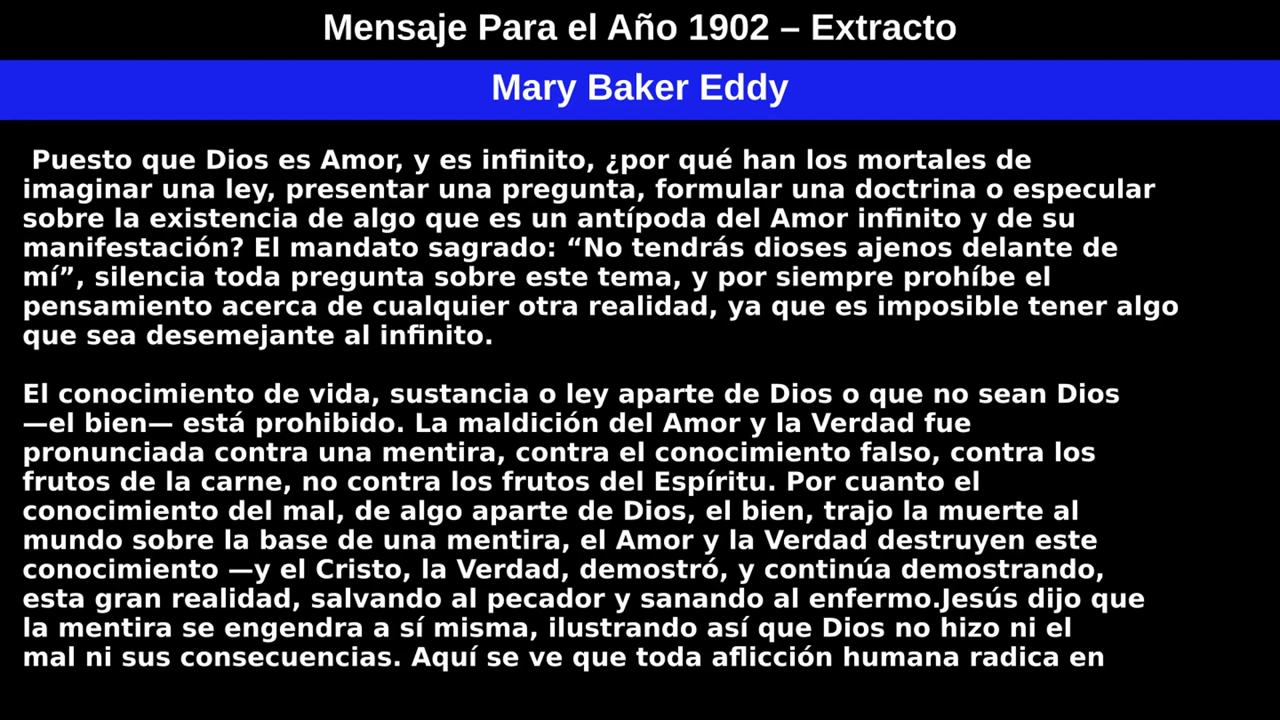 Mensaje Para el Año 1902 – Extracto
Mary Baker Eddy
Puesto que Dios es Amor, y es infinito, ¿por qué han los mortales de
imaginar una ley, presentar una pregunta, formular una doctrina o especular
sobre la existencia de algo que es un antípoda del Amor infinito y de su
manifestación? El mandato sagrado: “No tendrás dioses ajenos delante de
mí”, silencia toda pregunta sobre este tema, y por siempre prohíbe el
pensamiento acerca de cualquier otra realidad, ya que es imposible tener algo
que sea desemejante al infinito.
El conocimiento de vida, sustancia o ley aparte de Dios o que no sean Dios
—el bien— está prohibido. La maldición del Amor y la Verdad fue
pronunciada contra una mentira, contra el conocimiento falso, contra los
frutos de la carne, no contra los frutos del Espíritu. Por cuanto el
conocimiento del mal, de algo aparte de Dios, el bien, trajo la muerte al
mundo sobre la base de una mentira, el Amor y la Verdad destruyen este
conocimiento —y el Cristo, la Verdad, demostró, y continúa demostrando,
esta gran realidad, salvando al pecador y sanando al enfermo.Jesús dijo que
la mentira se engendra a sí misma, ilustrando así que Dios no hizo ni el
mal ni sus consecuencias. Aquí se ve que toda aflicción humana radica en